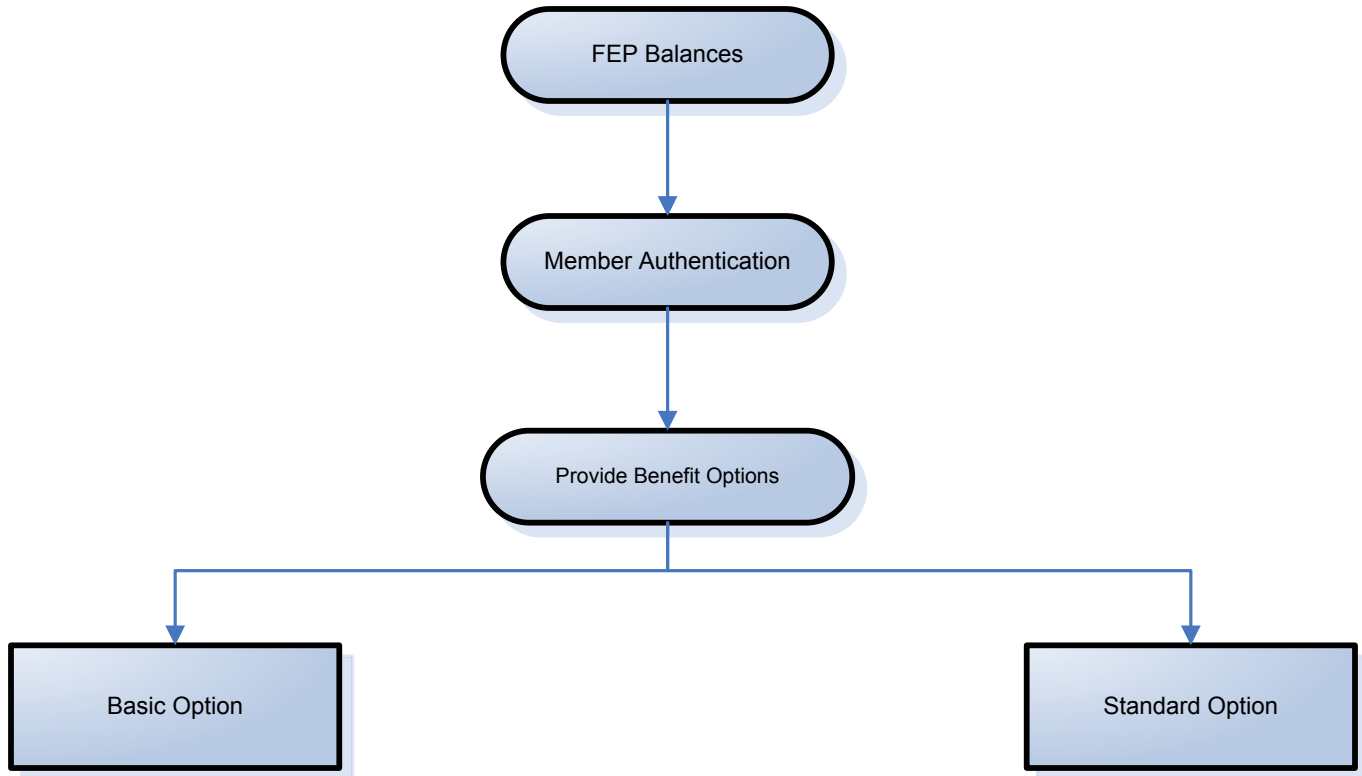 FEP Balances
Member Authentication
Provide Benefit Options
Basic Option
Standard Option